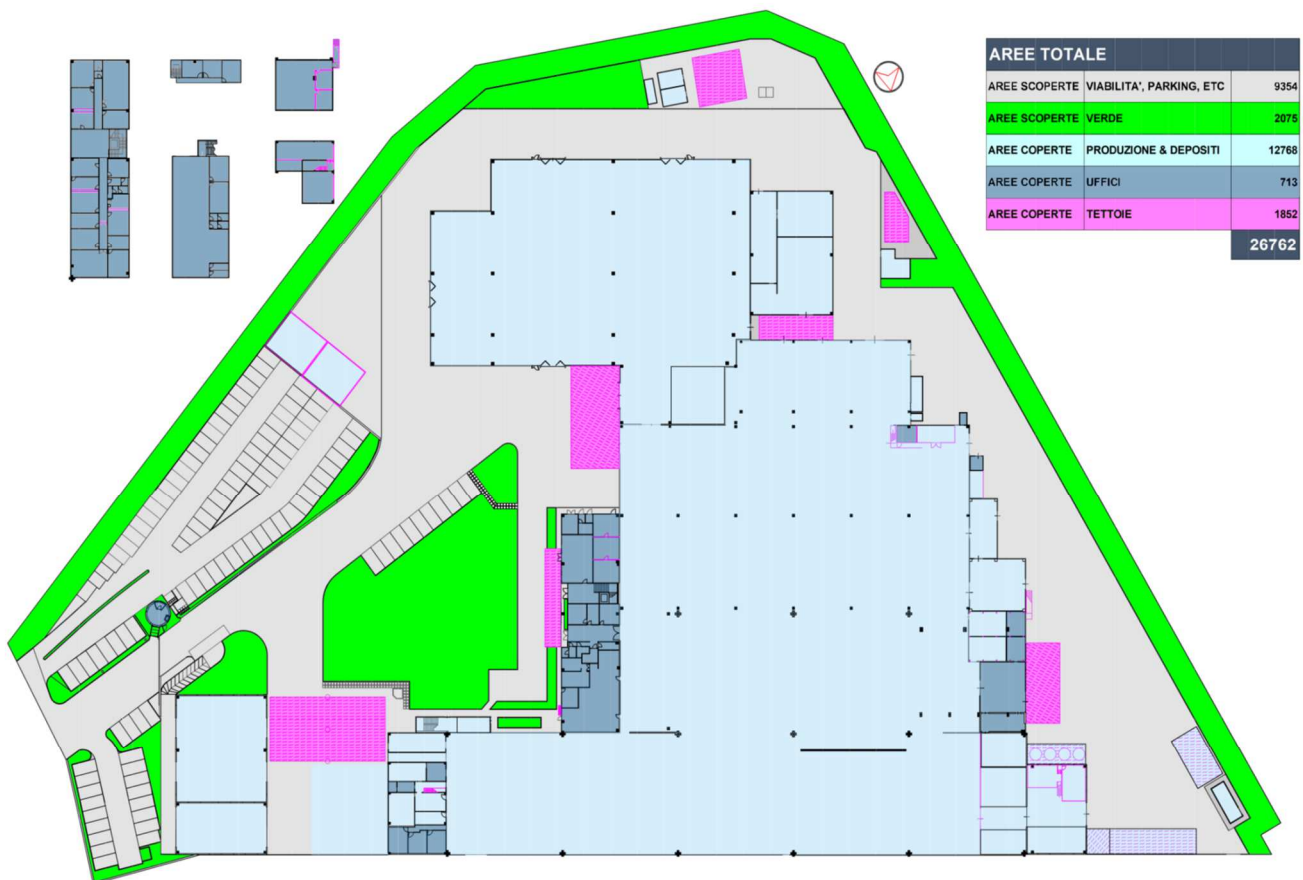 AREE TOTALE
AREE SCOPERTE VIABILITA', PARKING, ETC 9354
AREE SCOPERTE VERDE 2075
AREE COPERTE PRODUZIONE & DEPOSITI 12768
AREE COPERTE UFFICI 713
AREE COPERTE TETTOIE 1852
26762